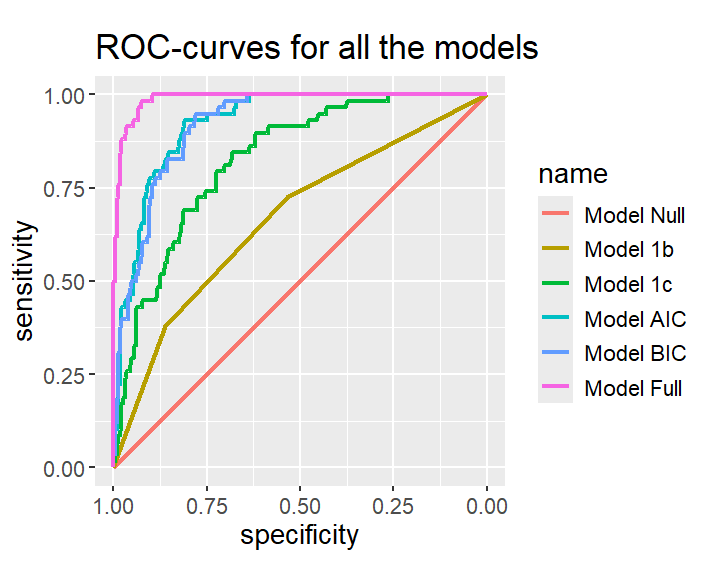 ROC-curves for all the models
1.00
0.75
0.50
0.25
0.00
sensitivity
1.00 0.75 0.50 0.25 0.00
specificity
name
Model Null
Model 1b
Model 1c
Model AIC
Model BIC
Model Full